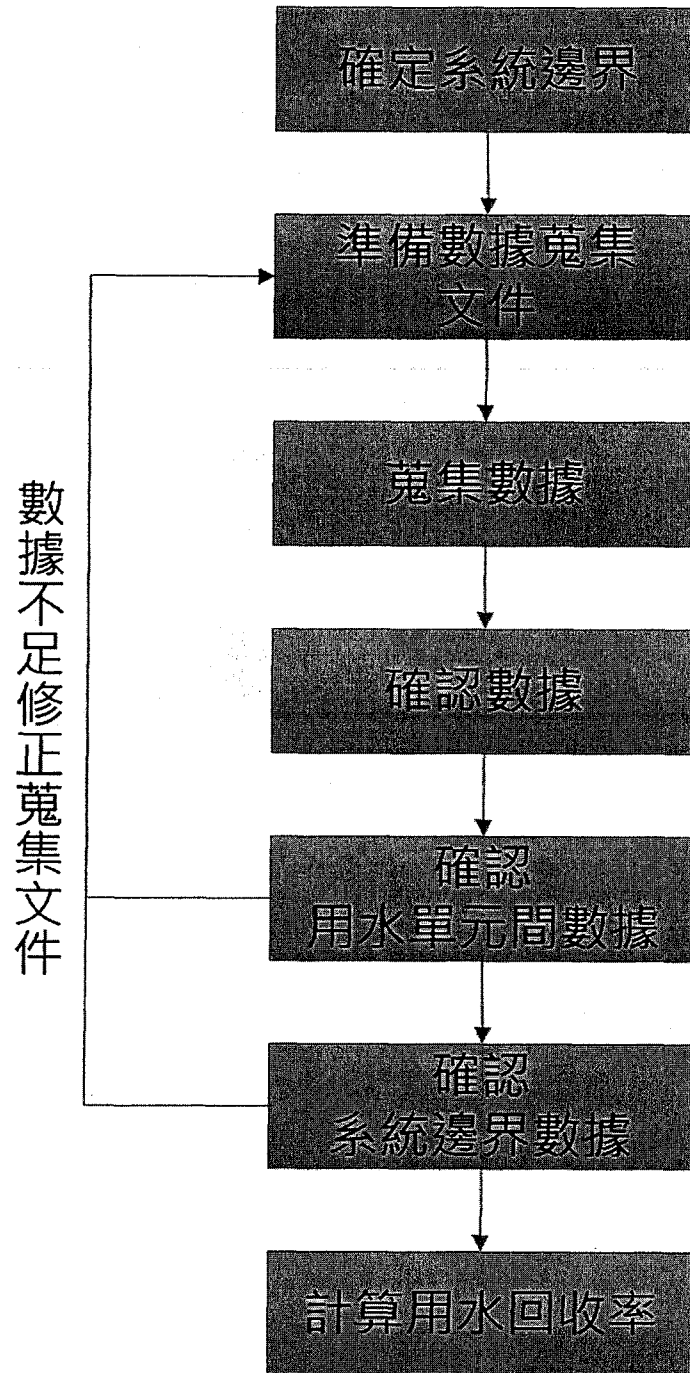 確定系統邊界
準備數據蒐集
文件
蒐集數據
確認數據
確認
用水單元間數據
確認
系統邊界數據
計算用水回收率
數據不足修正蒐集文件